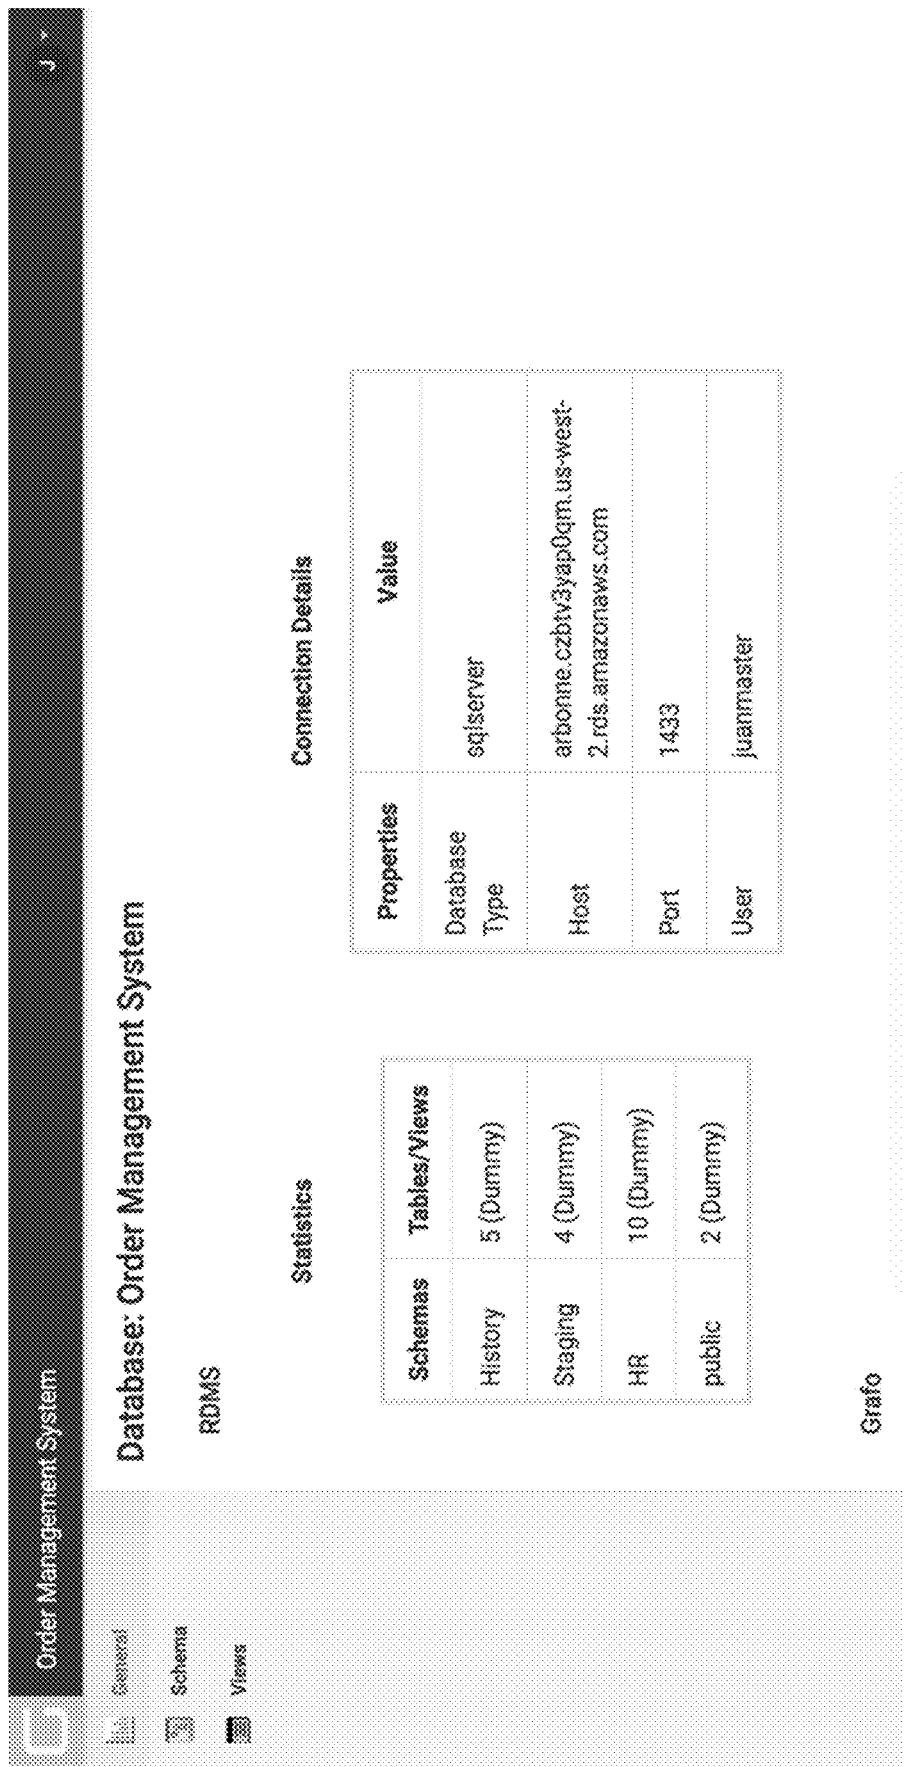 Order Management System
J
General
Schema
Views
Database: Order Management System
RDMS
Statistics
Schemas Tables/Views
History 5 (Dummy)
Staging 4 (Dummy)
HR 10 (Dummy)
public 2 (Dummy)
Connection Details
Properties Value
Database
Type
sqlserver
Host
arbonne.czbtv3yap0qm.us-west-
2.rds.amazonaws.com
Port 1433
User juanmaster
Grafo